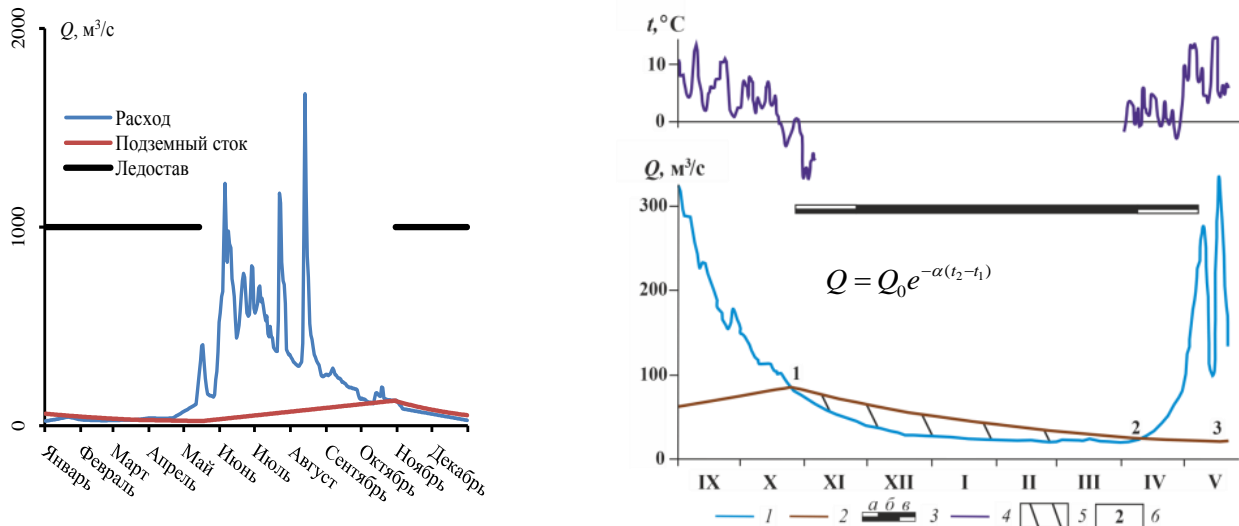 Q, м³/с
2000
1000
0
Расход
Подземный сток
Ледостав
Январь
Февраль
Март
Апрель
Май
Июнь
Июль
Август
Сентябрь
Октябрь
Ноябрь
Декабрь
t,°C
10
0
Q, м³/с
300
200
100
50
0
Q = Q₀e^{−α(t₂−t₁)}
1
2
3
IX X XI XII I II III IV V
1 2 а б в 3 4 5 2 6